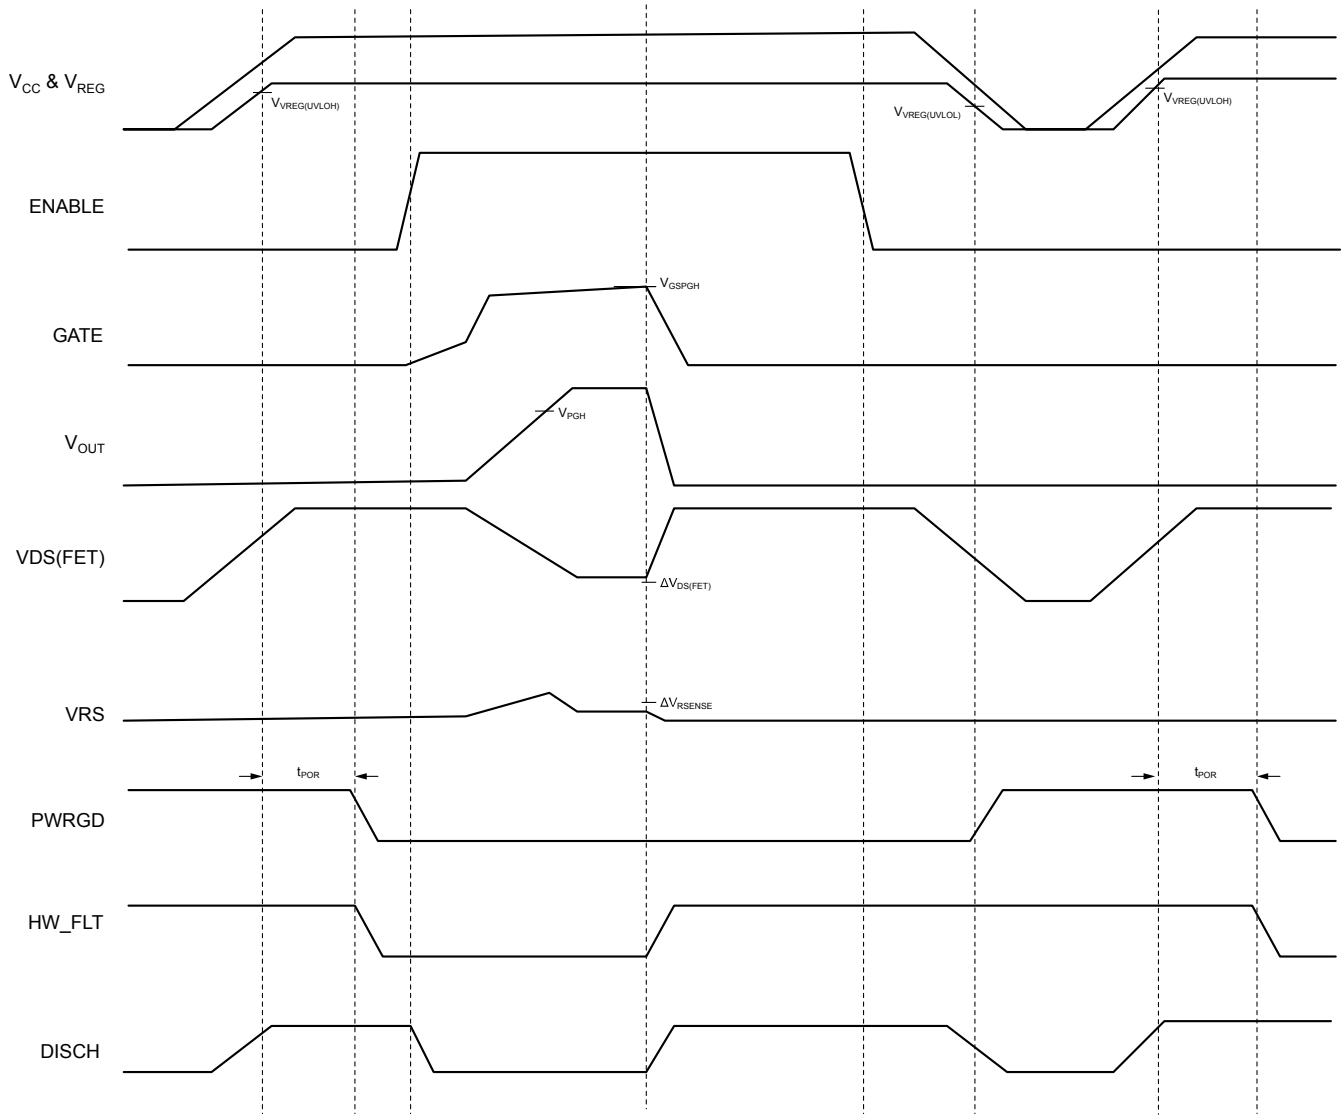 V_CC & V_REG
V_VREG(UVLOH)
V_VREG(UVLOL)
V_VREG(UVLOH)
ENABLE
V_GSPGH
GATE
V_PGH
V_OUT
VDS(FET)
ΔV_DS(FET)
ΔV_RSENSE
VRS
t_POR
t_POR
PWRGD
HW_FLT
DISCH